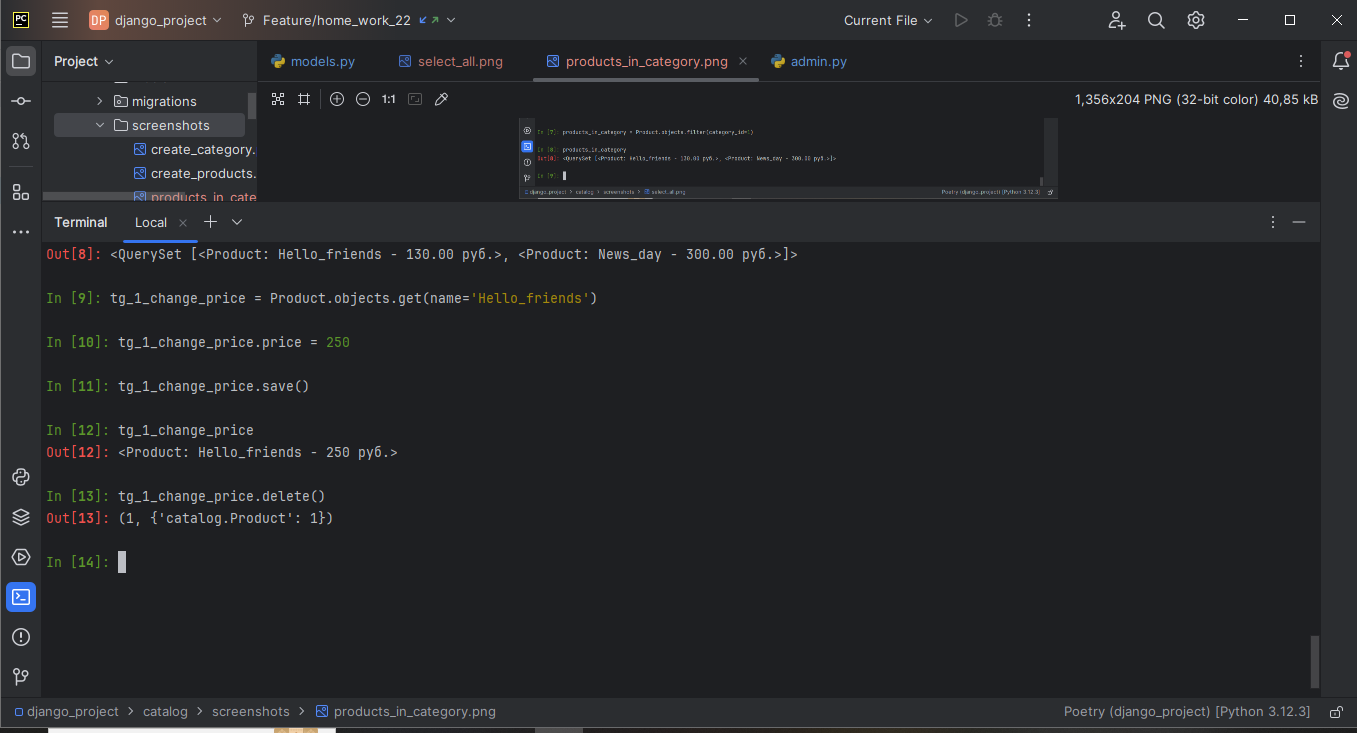 PC DP django_project Feature/home_work_22 Current File
Project models.py select_all.png products_in_category.png admin.py
migrations 1:1 1,356x204 PNG (32-bit color) 40,85 kB
screenshots
create_category.
create_products.
products_in_cate
In [7]: products_in_category = Product.objects.filter(category_id=1)
In [8]: products_in_category
Out[8]: <QuerySet [<Product: Hello_friends - 130.00 руб.>, <Product: News_day - 300.00 руб.>]>
In [9]:
django_project > catalog > screenshots > select_all.png Poetry (django_project) [Python 3.12.3]
Terminal Local
Out[8]: <QuerySet [<Product: Hello_friends - 130.00 руб.>, <Product: News_day - 300.00 руб.>]>
In [9]: tg_1_change_price = Product.objects.get(name='Hello_friends')
In [10]: tg_1_change_price.price = 250
In [11]: tg_1_change_price.save()
In [12]: tg_1_change_price
Out[12]: <Product: Hello_friends - 250 руб.>
In [13]: tg_1_change_price.delete()
Out[13]: (1, {'catalog.Product': 1})
In [14]:
django_project > catalog > screenshots > products_in_category.png Poetry (django_project) [Python 3.12.3]